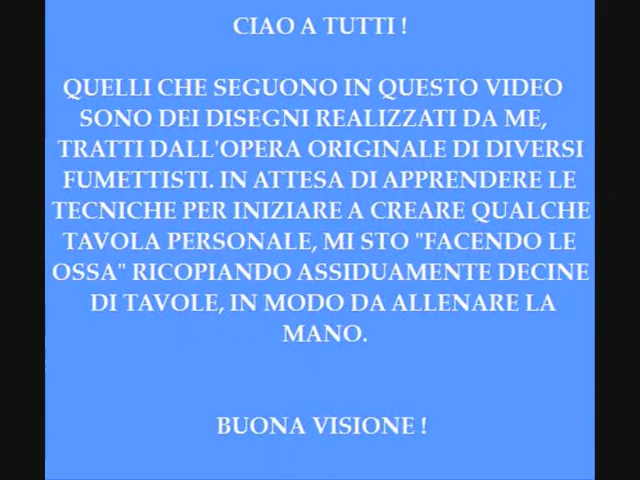 CIAO A TUTTI !
QUELLI CHE SEGUONO IN QUESTO VIDEO
SONO DEI DISEGNI REALIZZATI DA ME,
TRATTI DALL'OPERA ORIGINALE DI DIVERSI
FUMETTISTI. IN ATTESA DI APPRENDERE LE
TECNICHE PER INIZIARE A CREARE QUALCHE
TAVOLA PERSONALE, MI STO "FACENDO LE
OSSA" RICOPIANDO ASSIDUAMENTE DECINE
DI TAVOLE, IN MODO DA ALLENARE LA
MANO.
BUONA VISIONE !